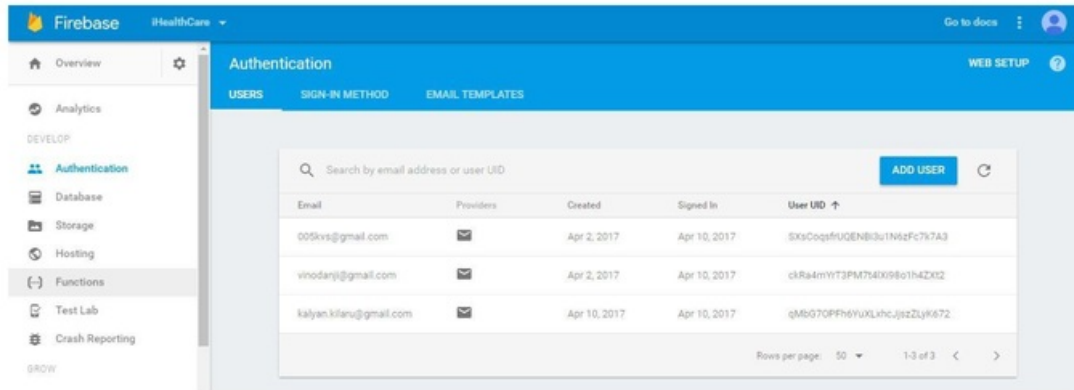 Firebase iHealthCare Go to docs
Overview
Authentication WEB SETUP
USERS SIGN-IN METHOD EMAIL TEMPLATES
Analytics
DEVELOP
Authentication
Database
Storage
Hosting
Functions
Test Lab
Crash Reporting
GROW
Search by email address or user UID ADD USER
Email Providers Created Signed In User UID ↑
005kvs@gmail.com Apr 2, 2017 Apr 10, 2017
vinodanji@gmail.com Apr 2, 2017 Apr 10, 2017
kalyan.kilaru@gmail.com Apr 10, 2017 Apr 10, 2017
Rows per page: 50 1-3 of 3 < >